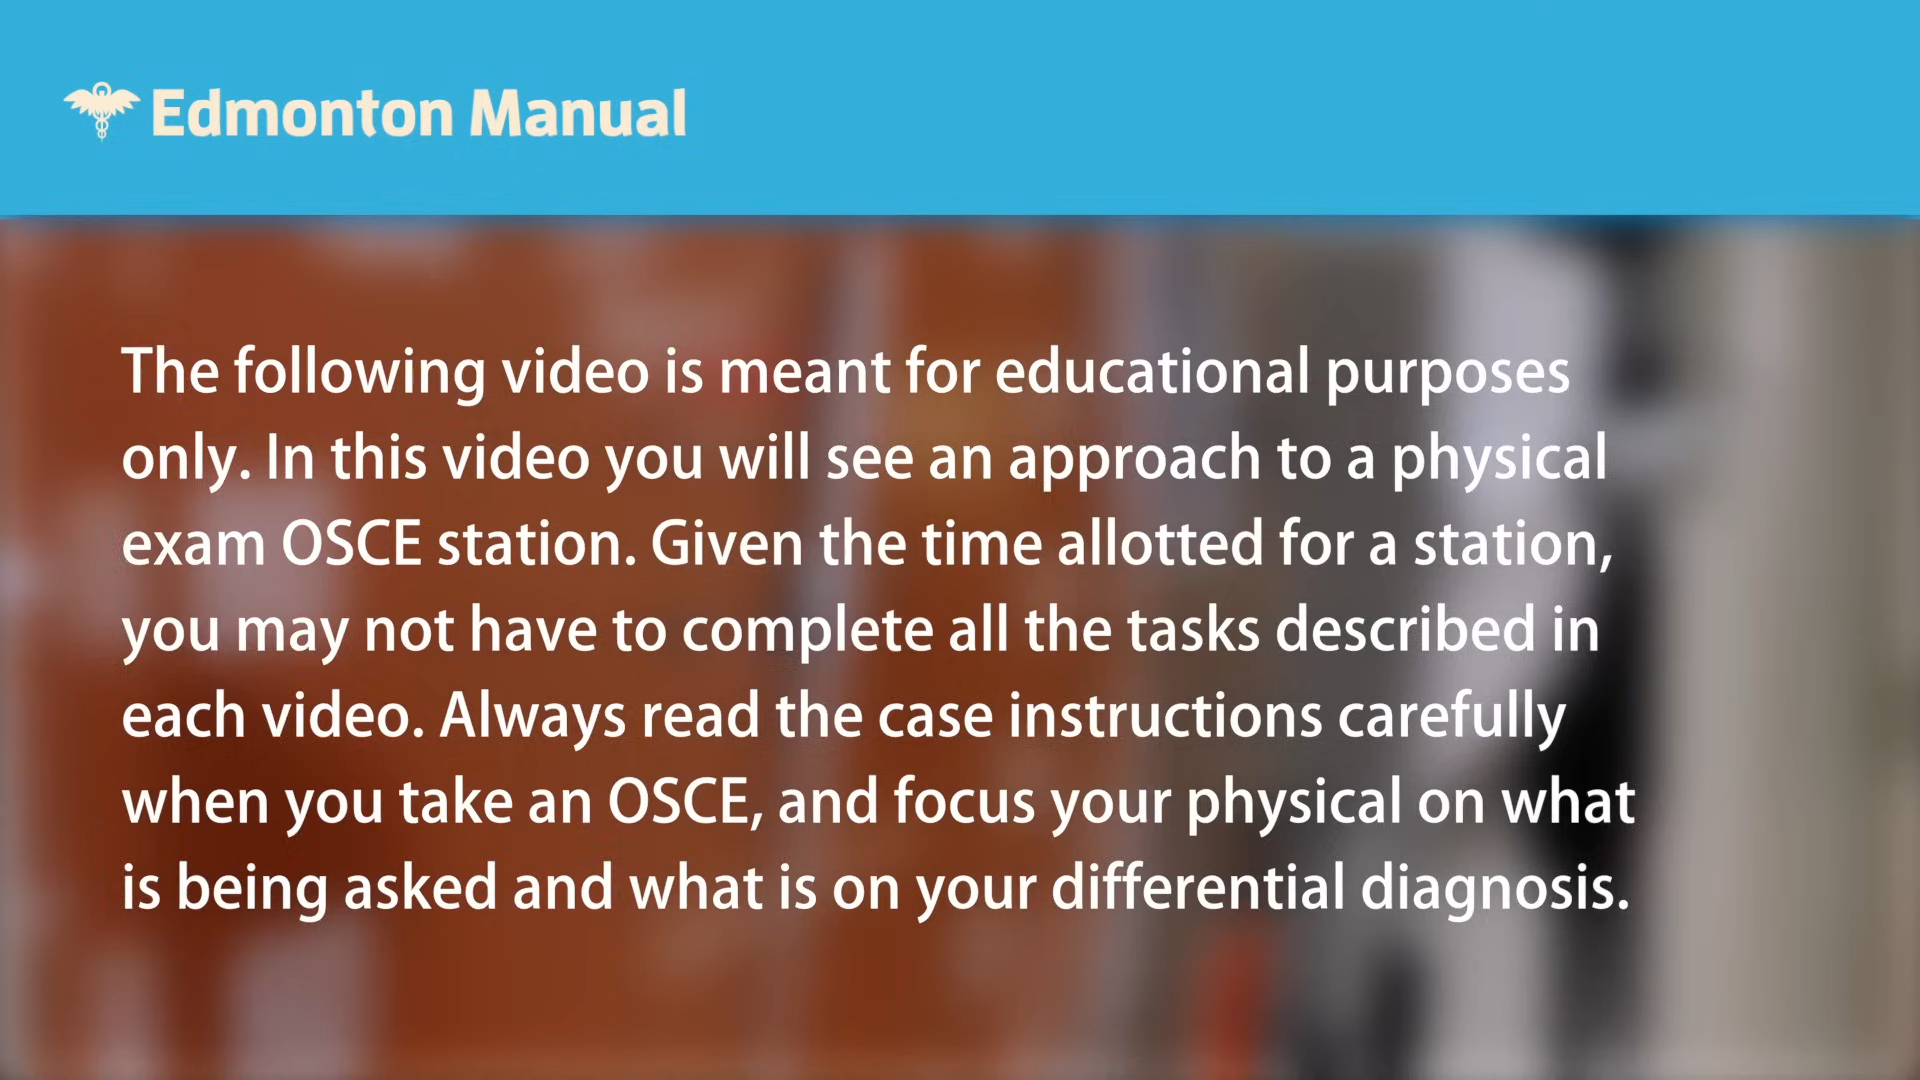 Edmonton Manual
The following video is meant for educational purposes
only. In this video you will see an approach to a physical
exam OSCE station. Given the time allotted for a station,
you may not have to complete all the tasks described in
each video. Always read the case instructions carefully
when you take an OSCE, and focus your physical on what
is being asked and what is on your differential diagnosis.